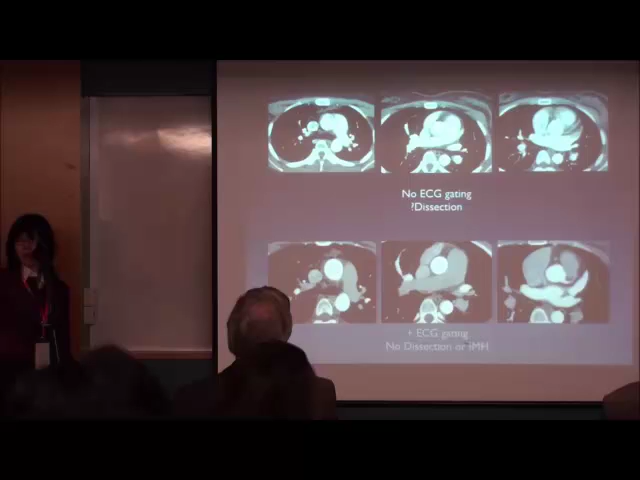 No ECG gating
?Dissection
+ ECG gating
No Dissection or IMH